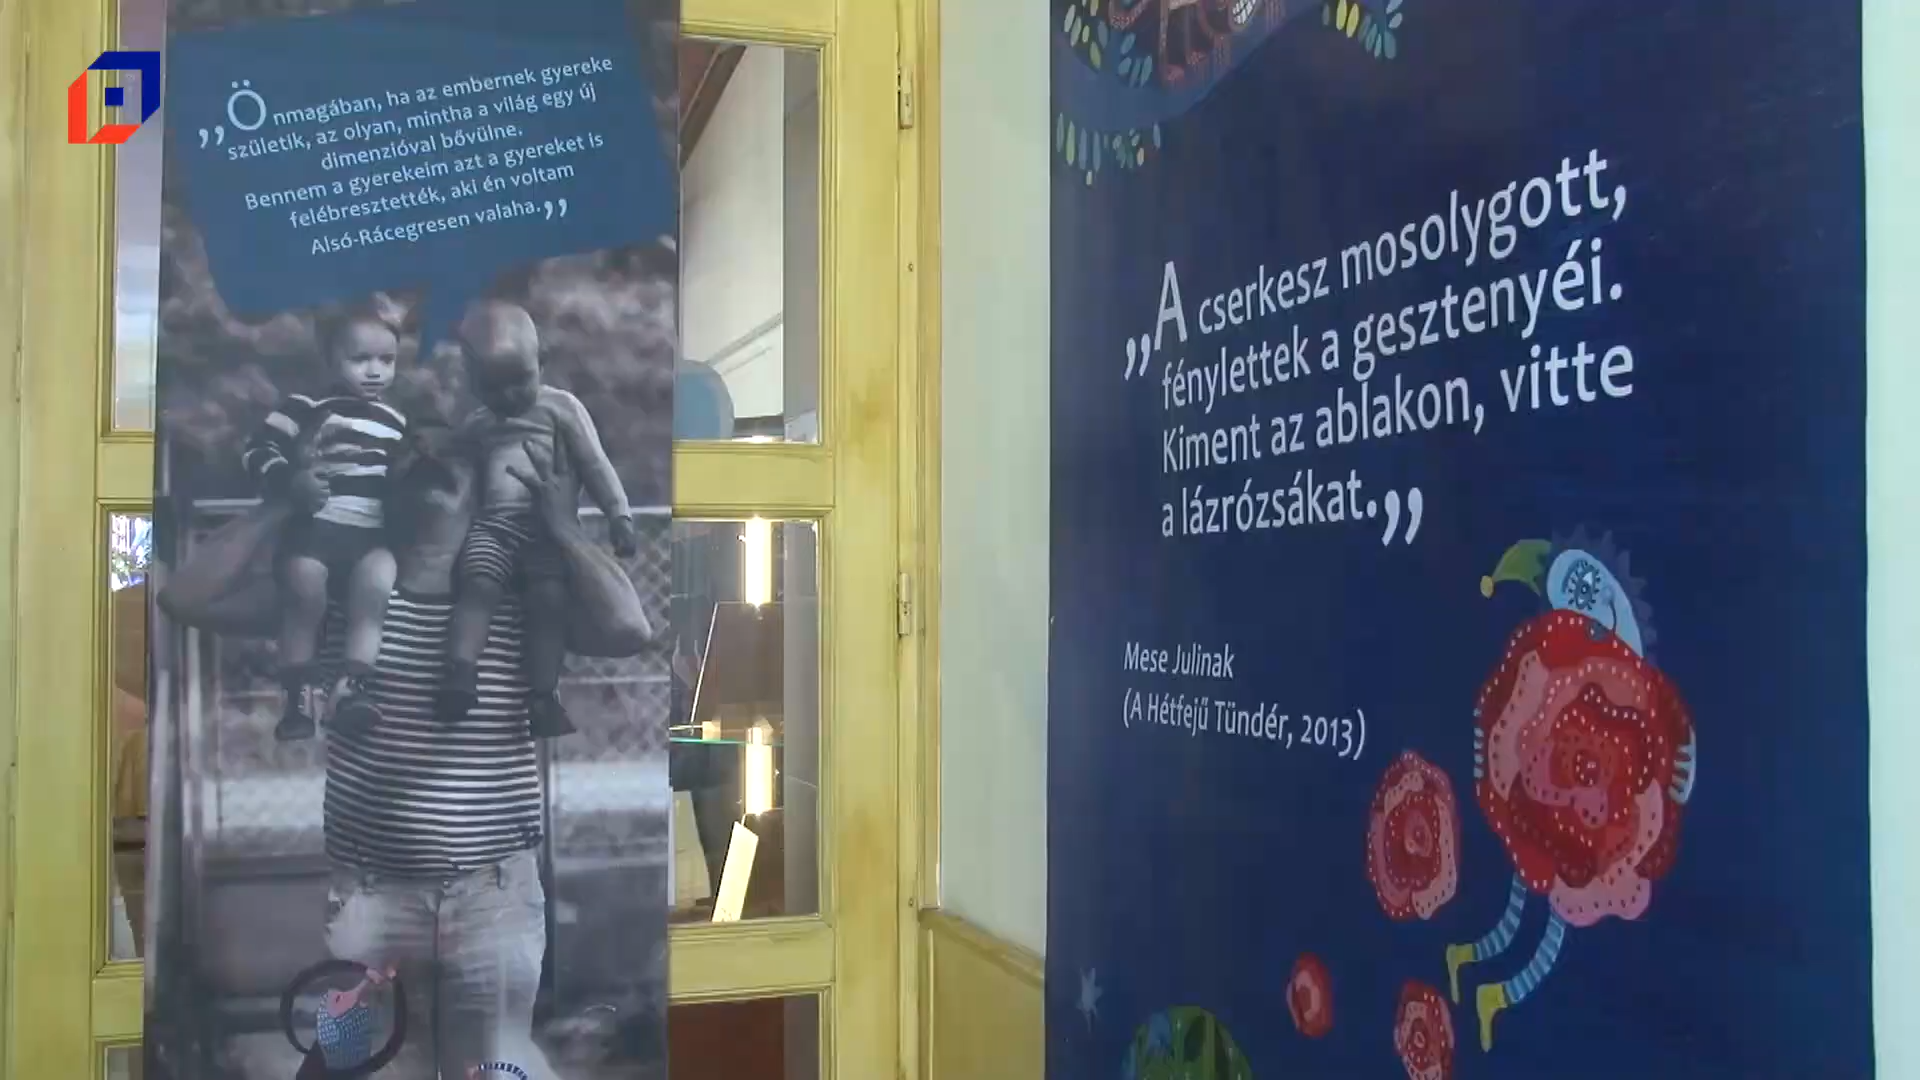 „Önmagában, ha az embernek gyereke
születik, az olyan, mintha a világ egy új
dimenzióval bővülne.
Bennem a gyerekeim azt a gyereket is
felébresztették, aki én voltam
Alsó-Rácegresen valaha.”
„A cserkesz mosolygott,
fénylettek a gesztenyéi.
Kiment az ablakon, vitte
a lázrózsákat.”
Mese Julinak
(A Hétfejű Tündér, 2013)